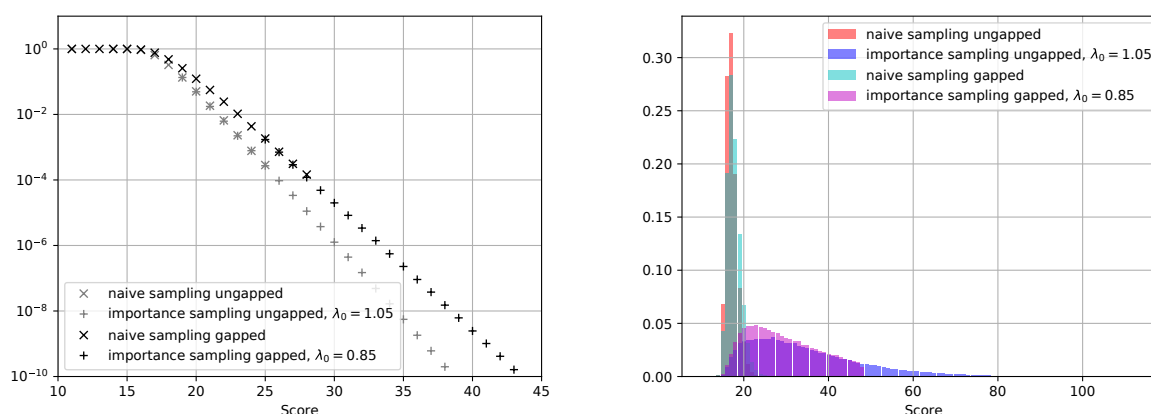 10⁰
10⁻²
10⁻⁴
10⁻⁶
10⁻⁸
10⁻¹⁰
naive sampling ungapped
importance sampling ungapped, λ₀ = 1.05
naive sampling gapped
importance sampling gapped, λ₀ = 0.85
10 15 20 25 30 35 40 45
Score
0.30
0.25
0.20
0.15
0.10
0.05
0.00
naive sampling ungapped
importance sampling ungapped, λ₀ = 1.05
naive sampling gapped
importance sampling gapped, λ₀ = 0.85
20 40 60 80 100
Score